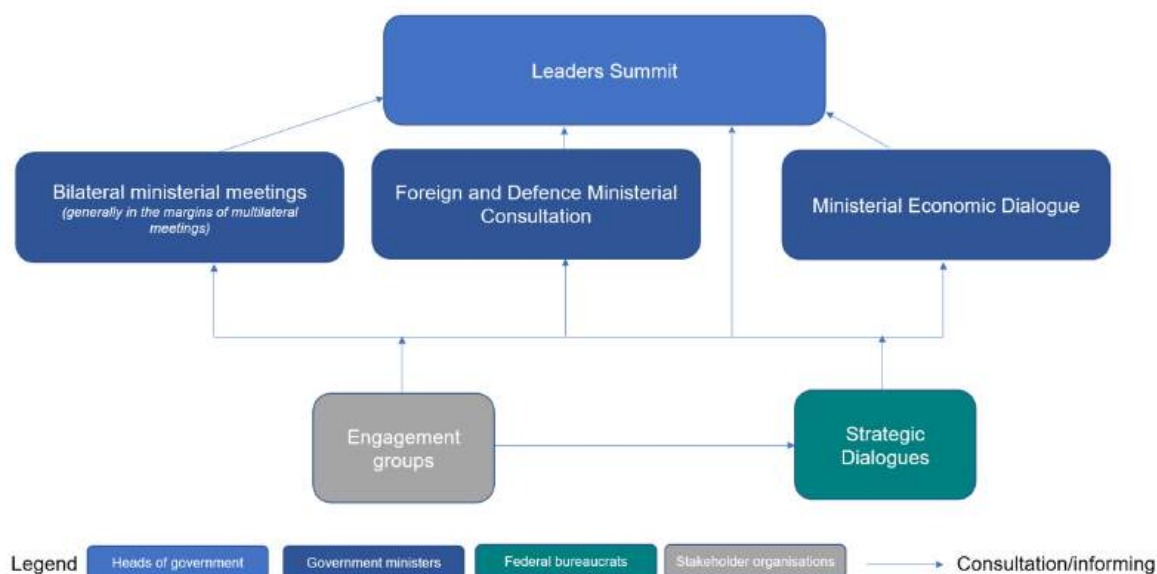 Leaders Summit
Bilateral ministerial meetings
(generally in the margins of multilateral
meetings)
Foreign and Defence Ministerial
Consultation
Ministerial Economic Dialogue
Engagement
groups
Strategic
Dialogues
Legend
Heads of government
Government ministers
Federal bureaucrats
Stakeholder organisations
Consultation/informing